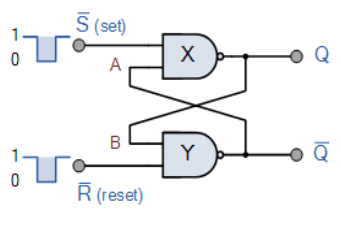 S̅ (set)
1
0
A
X
Q
B
1
0
Y
Q̅
R̅ (reset)